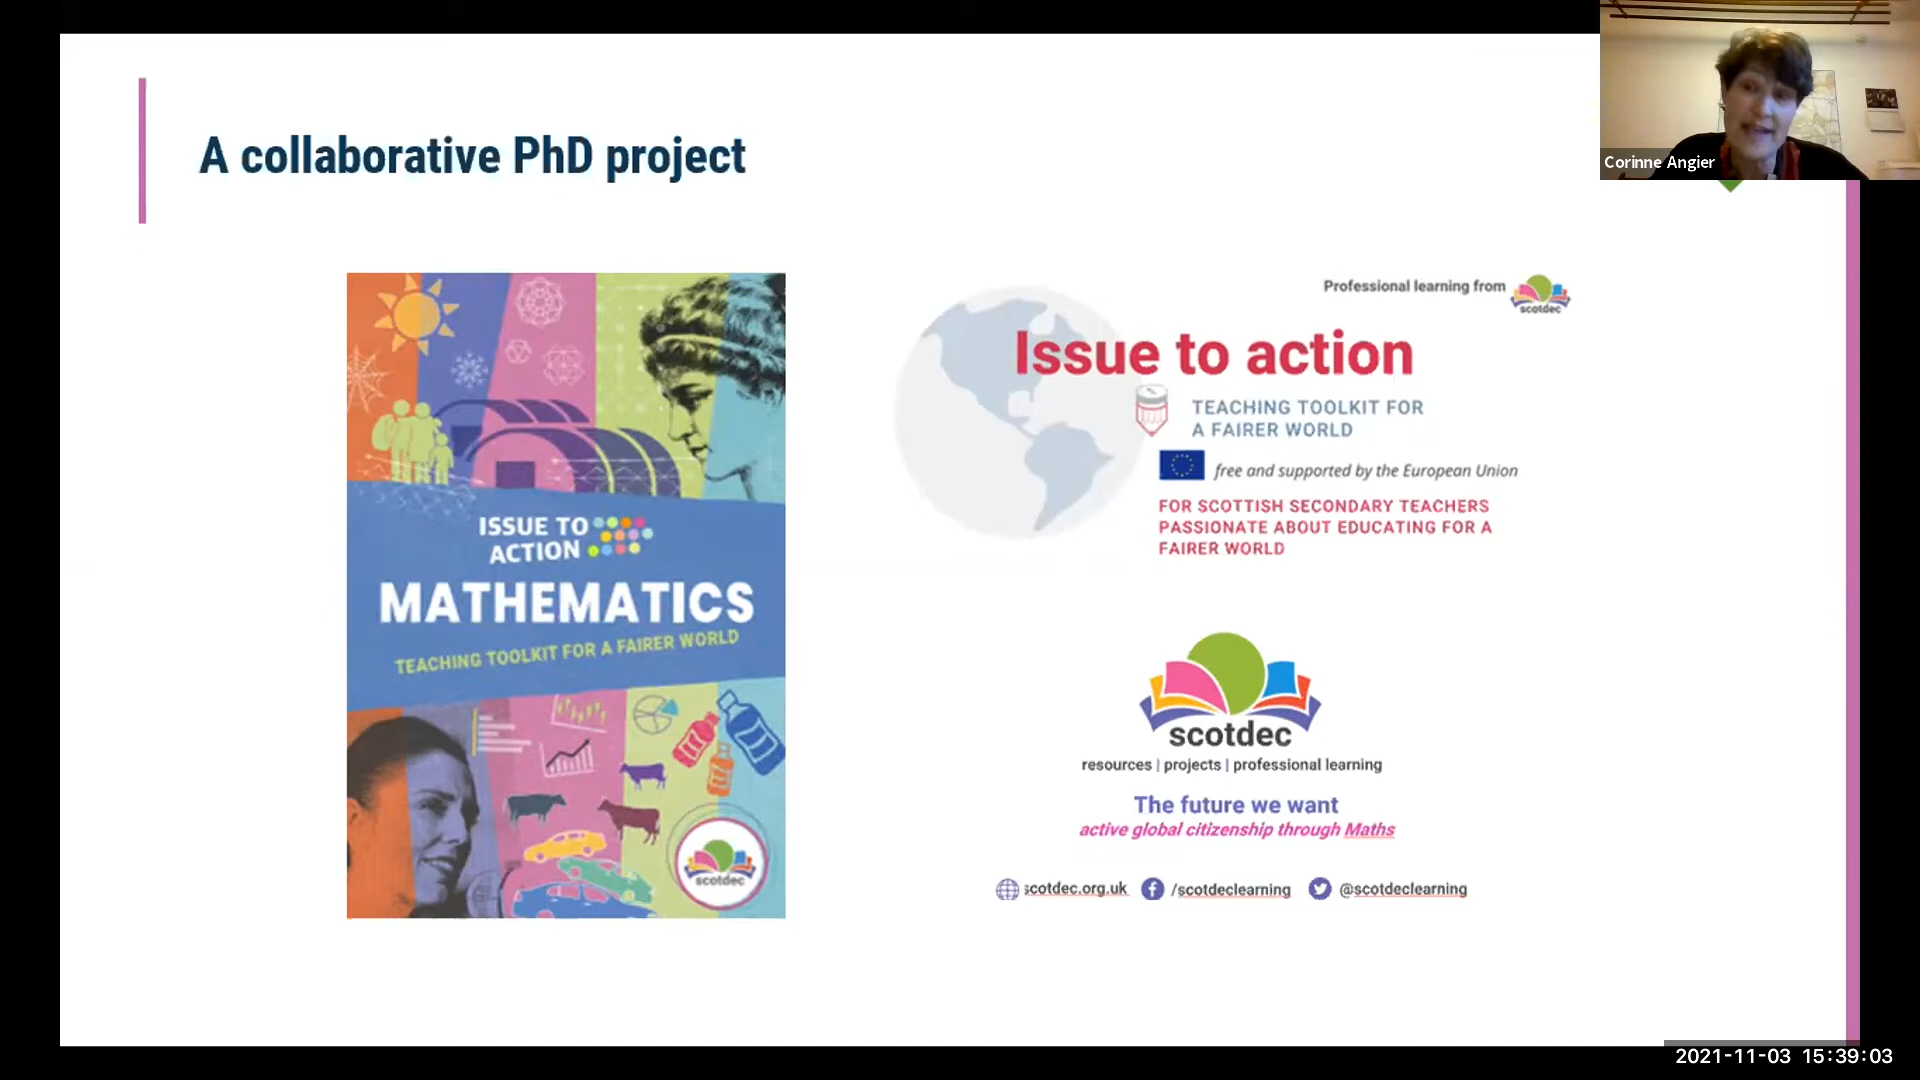 A collaborative PhD project
Corinne Angier
ISSUE TO
ACTION
MATHEMATICS
TEACHING TOOLKIT FOR A FAIRER WORLD
scotdec
Professional learning from
scotdec
Issue to action
TEACHING TOOLKIT FOR
A FAIRER WORLD
free and supported by the European Union
FOR SCOTTISH SECONDARY TEACHERS
PASSIONATE ABOUT EDUCATING FOR A
FAIRER WORLD
scotdec
resources | projects | professional learning
The future we want
active global citizenship through Maths
scotdec.org.uk /scotdeclearning @scotdeclearning
2021-11-03 15:39:03